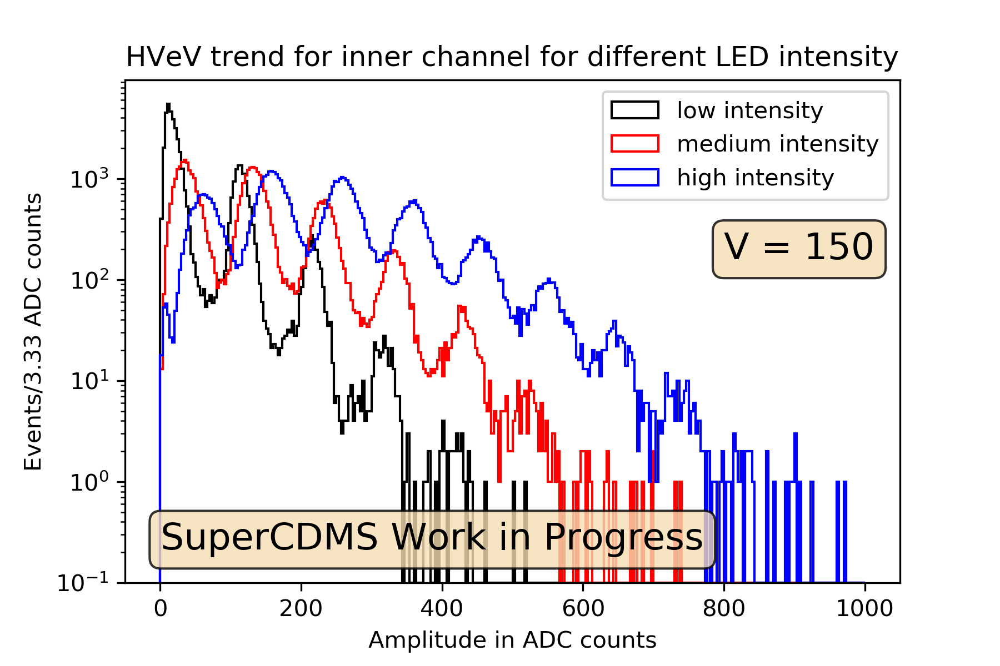 HVeV trend for inner channel for different LED intensity
low intensity
medium intensity
high intensity
V = 150
SuperCDMS Work in Progress
Events/3.33 ADC counts
10³
10²
10¹
10⁰
10⁻¹
0 200 400 600 800 1000
Amplitude in ADC counts